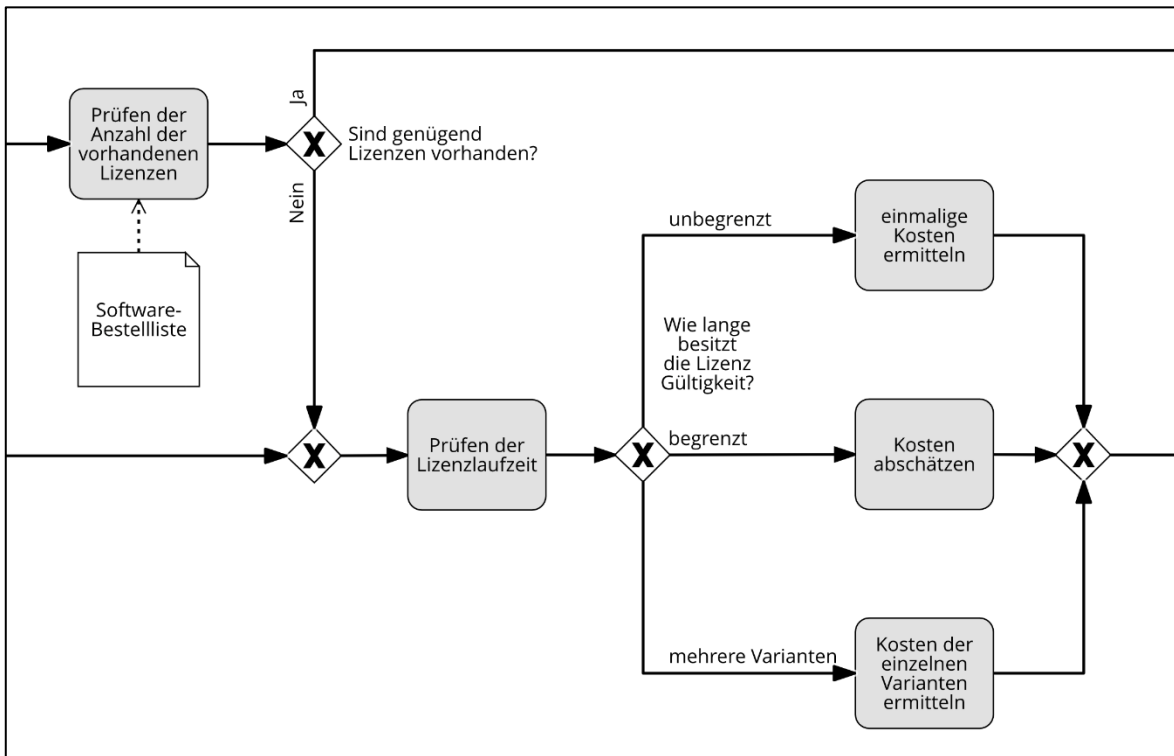 Prüfen der
Anzahl der
vorhandenen
Lizenzen
Ja
X
Sind genügend
Lizenzen vorhanden?
Nein
Software-
Bestellliste
X
Prüfen der
Lizenzlaufzeit
X
Wie lange
besitzt
die Lizenz
Gültigkeit?
unbegrenzt
einmalige
Kosten
ermitteln
begrenzt
Kosten
abschätzen
X
mehrere Varianten
Kosten der
einzelnen
Varianten
ermitteln